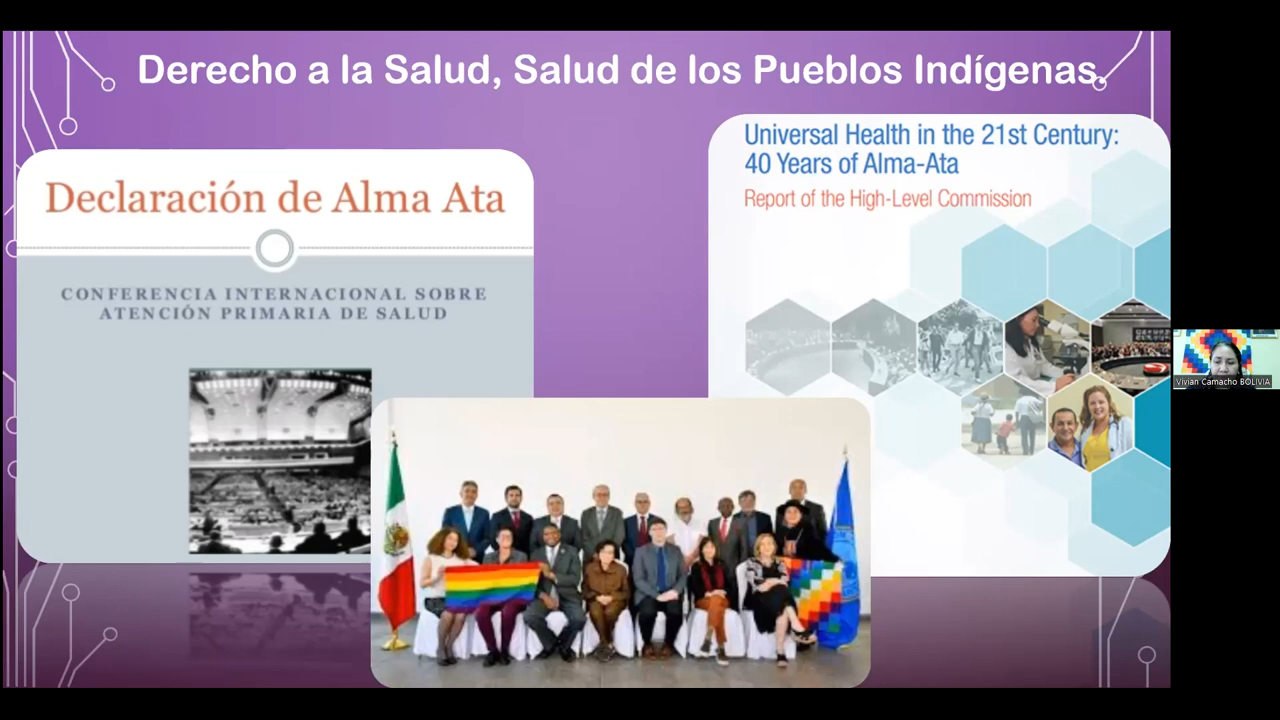 Derecho a la Salud, Salud de los Pueblos Indígenas.
Declaración de Alma Ata
CONFERENCIA INTERNACIONAL SOBRE
ATENCIÓN PRIMARIA DE SALUD
Universal Health in the 21st Century:
40 Years of Alma-Ata
Report of the High-Level Commission
Vivian Camacho BOLIVIA